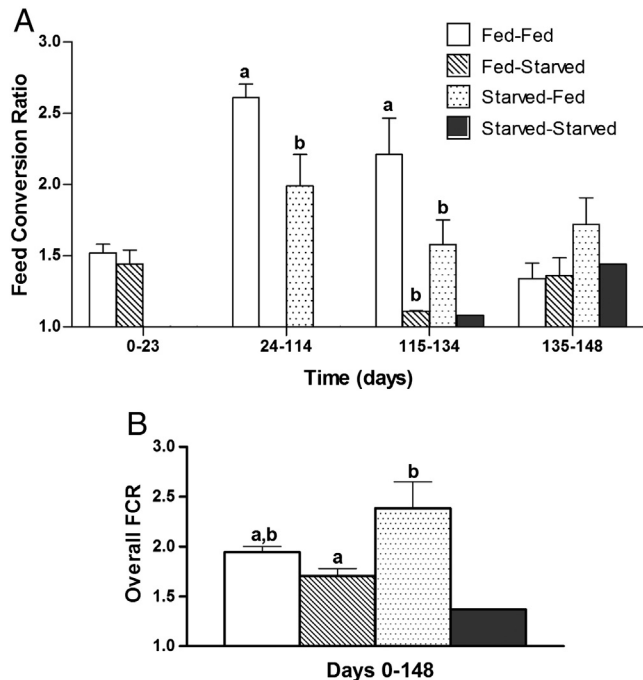 A
3.0
2.5
2.0
1.5
1.0
Feed Conversion Ratio
a
b
a
b
b
Fed-Fed
Fed-Starved
Starved-Fed
Starved-Starved
0-23
24-114
115-134
135-148
Time (days)
B
3.0
2.5
2.0
1.5
1.0
Overall FCR
a,b
a
b
Days 0-148